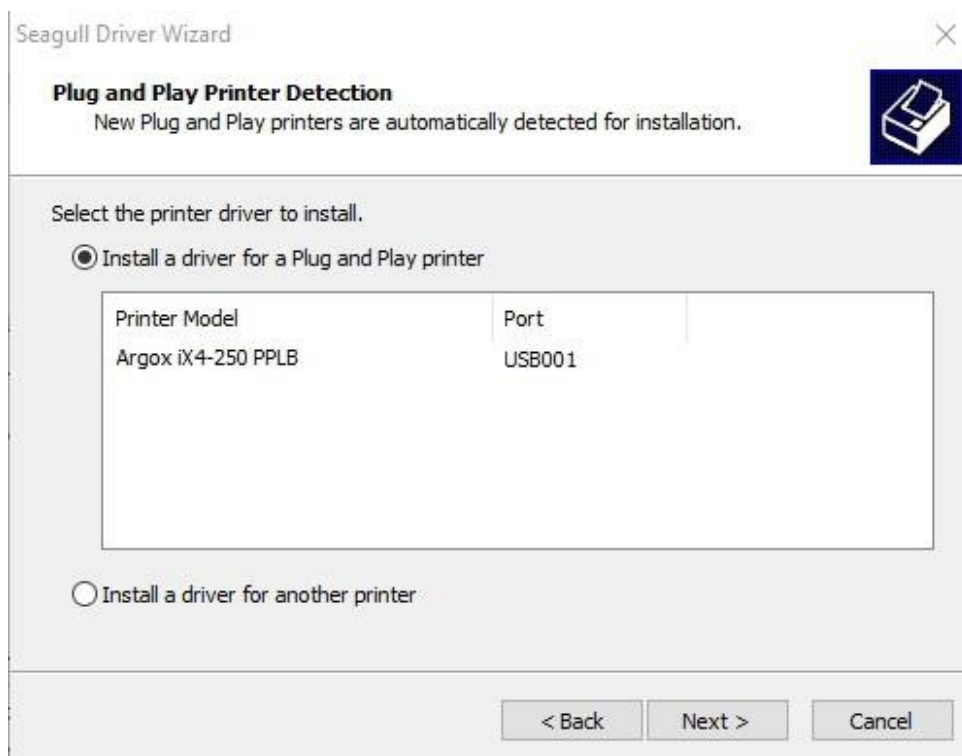 Seagull Driver Wizard
Plug and Play Printer Detection
New Plug and Play printers are automatically detected for installation.
Select the printer driver to install.
Install a driver for a Plug and Play printer
Printer Model Port
Argox iX4-250 PPLB USB001
Install a driver for another printer
< Back Next > Cancel